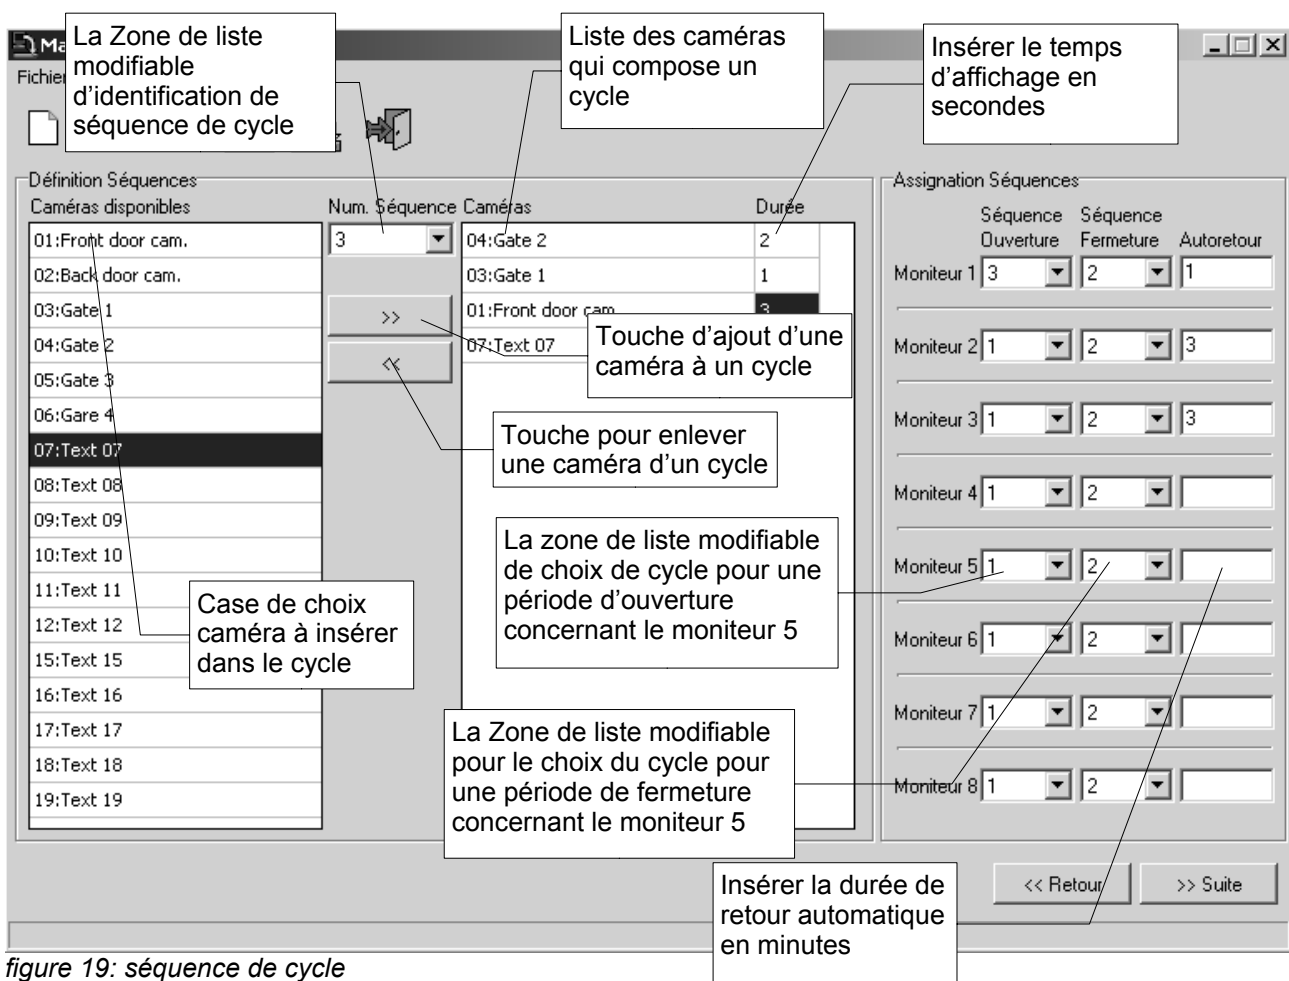 La Zone de liste
modifiable
d'identification de
séquence de cycle
Liste des caméras
qui compose un
cycle
Insérer le temps
d'affichage en
secondes
Ma
Fichier
Définition Séquences
Caméras disponibles
Num. Séquence
Caméras
Durée
01:Front door cam.
02:Back door cam.
03:Gate 1
04:Gate 2
05:Gate 3
06:Gare 4
07:Text 07
08:Text 08
09:Text 09
10:Text 10
11:Text 11
12:Text 12
15:Text 15
16:Text 16
17:Text 17
18:Text 18
19:Text 19
3
>>
<<
04:Gate 2 2
03:Gate 1 1
01:Front door cam. 3
07:Text 07
Touche d'ajout d'une
caméra à un cycle
Touche pour enlever
une caméra d'un cycle
La zone de liste modifiable
de choix de cycle pour une
période d'ouverture
concernant le moniteur 5
Case de choix
caméra à insérer
dans le cycle
La Zone de liste modifiable
pour le choix du cycle pour
une période de fermeture
concernant le moniteur 5
Assignation Séquences
Séquence Séquence
Ouverture Fermeture Autoretour
Moniteur 1 3 2 1
Moniteur 2 1 2 3
Moniteur 3 1 2 3
Moniteur 4 1 2
Moniteur 5 1 2
Moniteur 6 1 2
Moniteur 7 1 2
Moniteur 8 1 2
Insérer la durée de
retour automatique
en minutes
<< Retour
>> Suite
figure 19: séquence de cycle